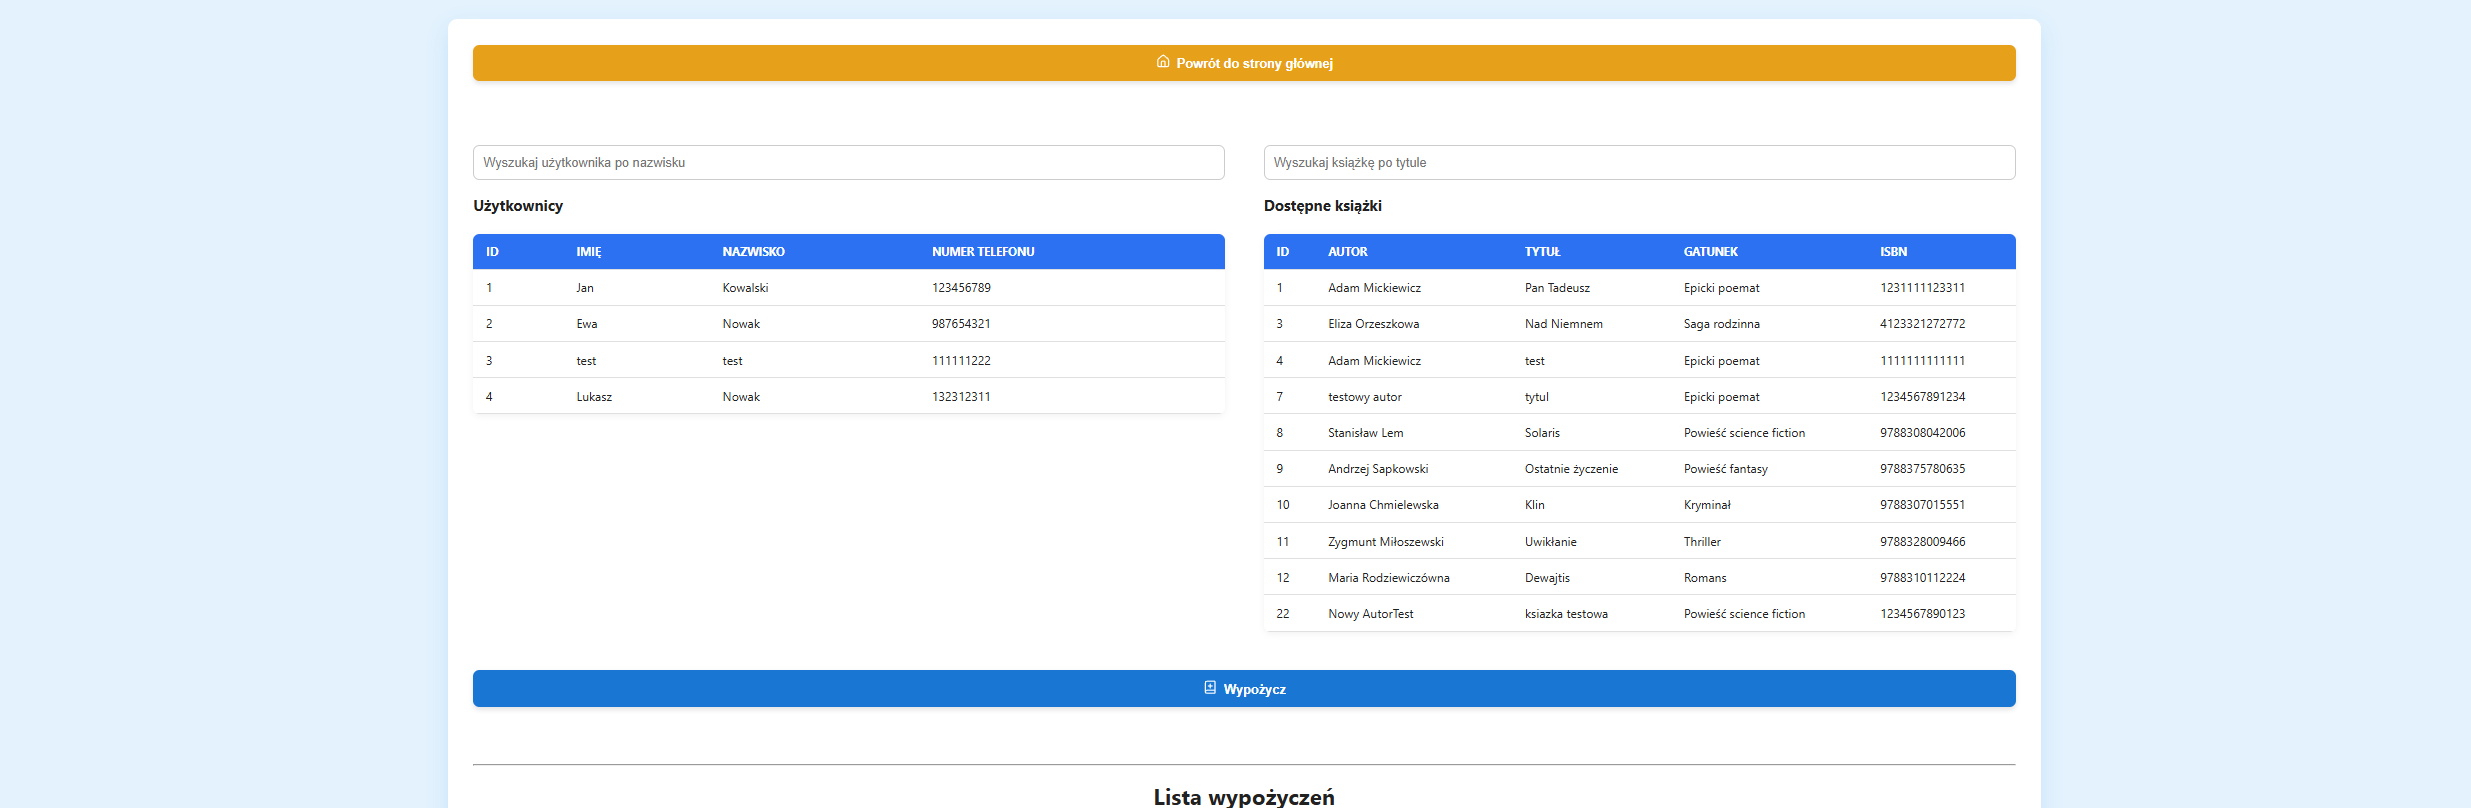 Powrót do strony głównej
Wyszukaj użytkownika po nazwisku
Użytkownicy
ID IMIĘ NAZWISKO NUMER TELEFONU
1 Jan Kowalski 123456789
2 Ewa Nowak 987654321
3 test test 111111222
4 Lukasz Nowak 132312311
Wyszukaj książkę po tytule
Dostępne książki
ID AUTOR TYTUŁ GATUNEK ISBN
1 Adam Mickiewicz Pan Tadeusz Epicki poemat 1231111123311
3 Eliza Orzeszkowa Nad Niemnem Saga rodzinna 4123321272772
4 Adam Mickiewicz test Epicki poemat 1111111111111
7 testowy autor tytul Epicki poemat 1234567891234
8 Stanisław Lem Solaris Powieść science fiction 9788308042006
9 Andrzej Sapkowski Ostatnie życzenie Powieść fantasy 9788375780635
10 Joanna Chmielewska Klin Kryminał 9788307015551
11 Zygmunt Miłoszewski Uwikłanie Thriller 9788328009466
12 Maria Rodziewiczówna Dewajtis Romans 9788310112224
22 Nowy AutorTest ksiazka testowa Powieść science fiction 1234567890123
Wypożycz
Lista wypożyczeń